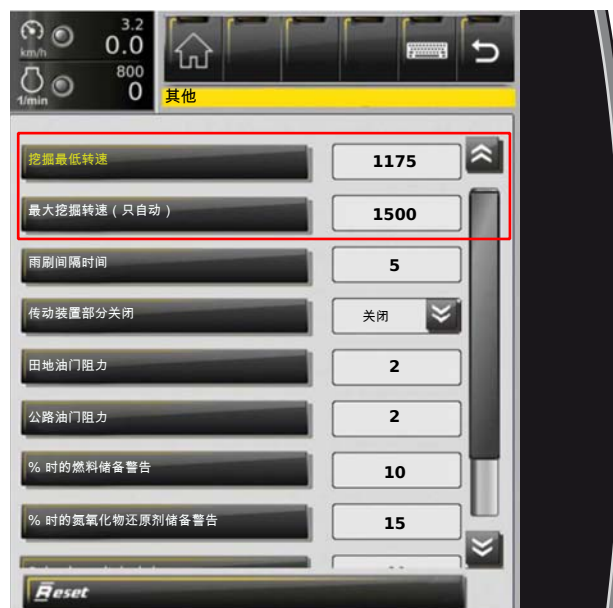 3.2
km/h 0.0
800
1/min 0
其他
挖掘最低转速 1175
最大挖掘转速（只自动） 1500
雨刷间隔时间 5
传动装置部分关闭 关闭
田地油门阻力 2
公路油门阻力 2
% 时的燃料储备警告 10
% 时的氮氧化物还原剂储备警告 15
Reset